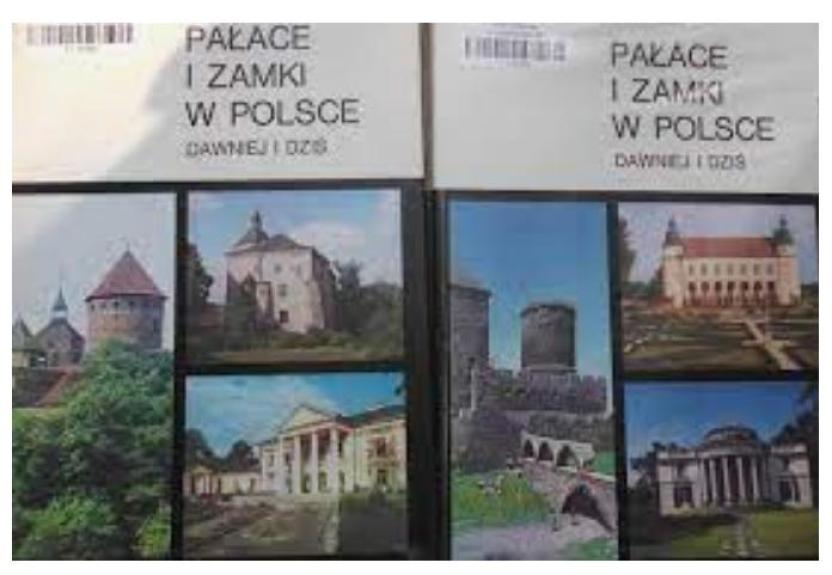 PAŁACE
I ZAMKI
W POLSCE
DAWNIEJ I DZIŚ
PAŁACE
I ZAMKI
W POLSCE
DAWNIEJ I DZIŚ